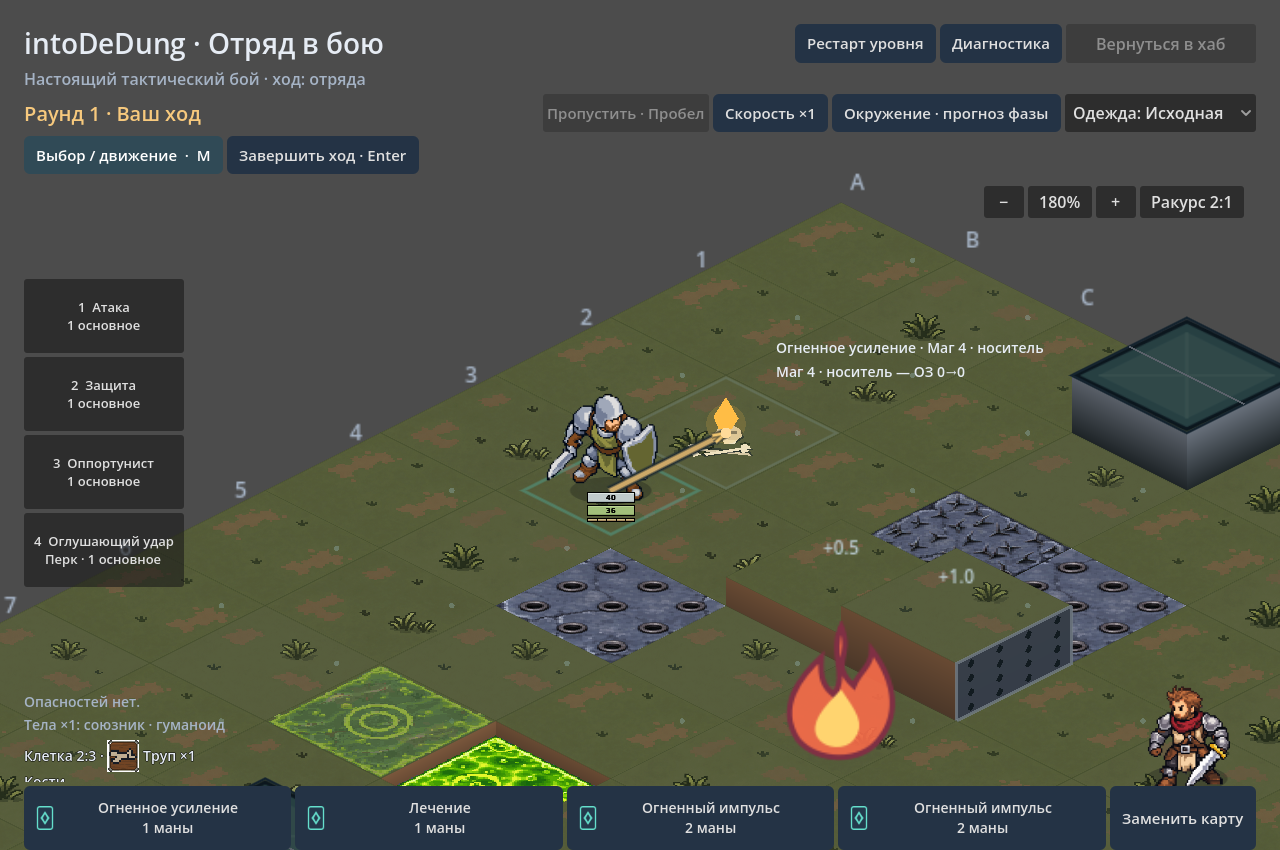 intoDeDung · Отряд в бою
Рестарт уровня
Диагностика
Вернуться в хаб
Настоящий тактический бой · ход: отряда
Раунд 1 · Ваш ход
Пропустить · Пробел
Скорость ×1
Окружение · прогноз фазы
Одежда: Исходная
Выбор / движение · M
Завершить ход · Enter
− 180% + Ракурс 2:1
A
B
C
1
2
3
4
5
6
7
1 Атака
1 основное
2 Защита
1 основное
3 Оппортунист
1 основное
4 Оглушающий удар
Перк · 1 основное
Огненное усиление · Маг 4 · носитель
Маг 4 · носитель — ОЗ 0→0
40
36
+0.5
+1.0
Опасностей нет.
Тела ×1: союзник · гуманоид
Клетка 2:3 · Труп ×1
Кости
Огненное усиление
1 маны
Лечение
1 маны
Огненный импульс
2 маны
Огненный импульс
2 маны
Заменить карту